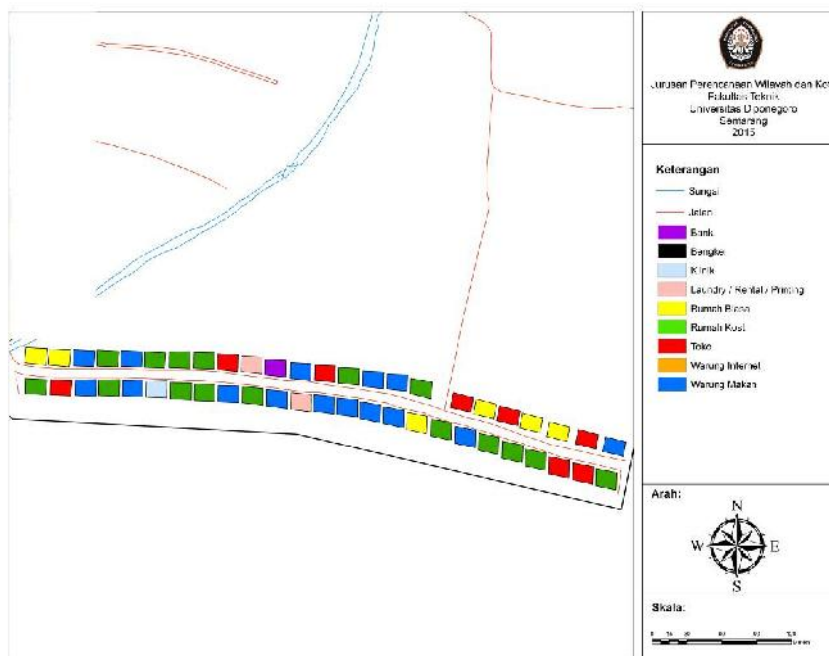 Jurusan Perencanaan Wilayah dan Kot
Fakultas Teknik
Universitas Diponegoro
Semarang
2015
Keterangan
Sungai
Jalan
Bank
Bengkel
Klinik
Laundry / Rental / Printing
Rumah Biasa
Rumah Kost
Toko
Warung Internet
Warung Makan
Arah:
N
W E
S
Skala: